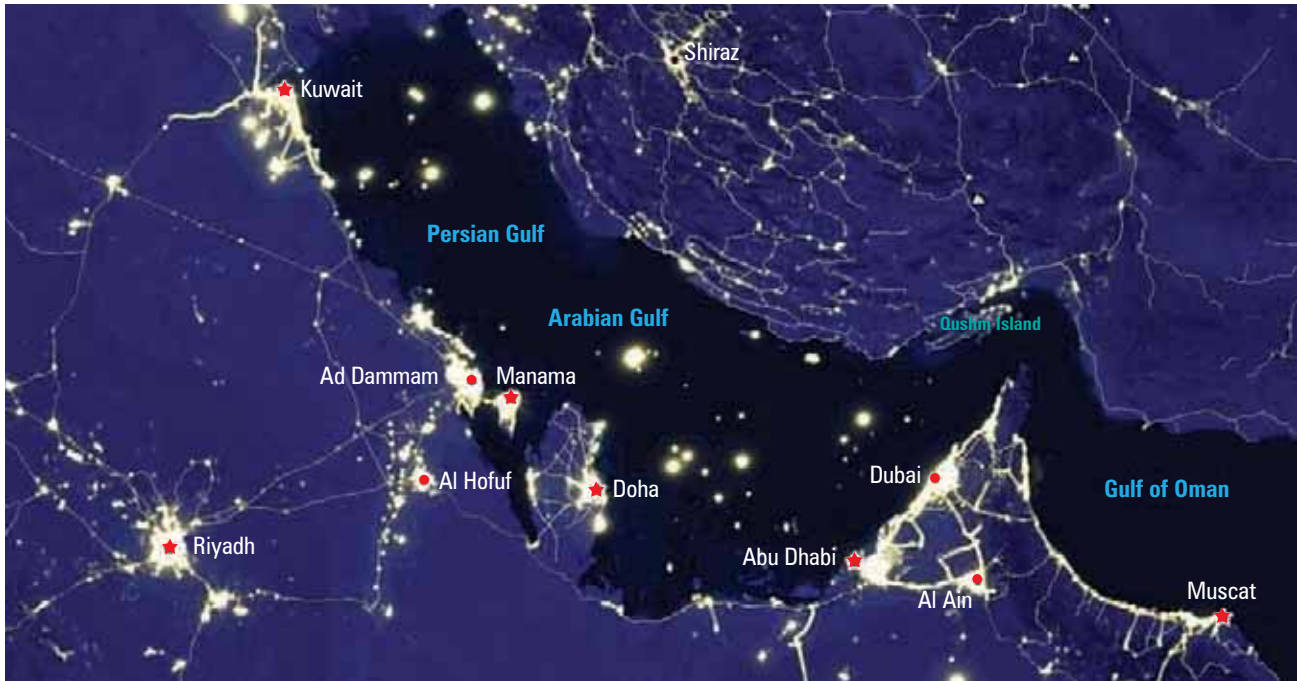 Shiraz
Kuwait
Persian Gulf
Arabian Gulf
Qushm Island
Ad Dammam
Manama
Al Hofuf
Doha
Dubai
Gulf of Oman
Riyadh
Abu Dhabi
Al Ain
Muscat